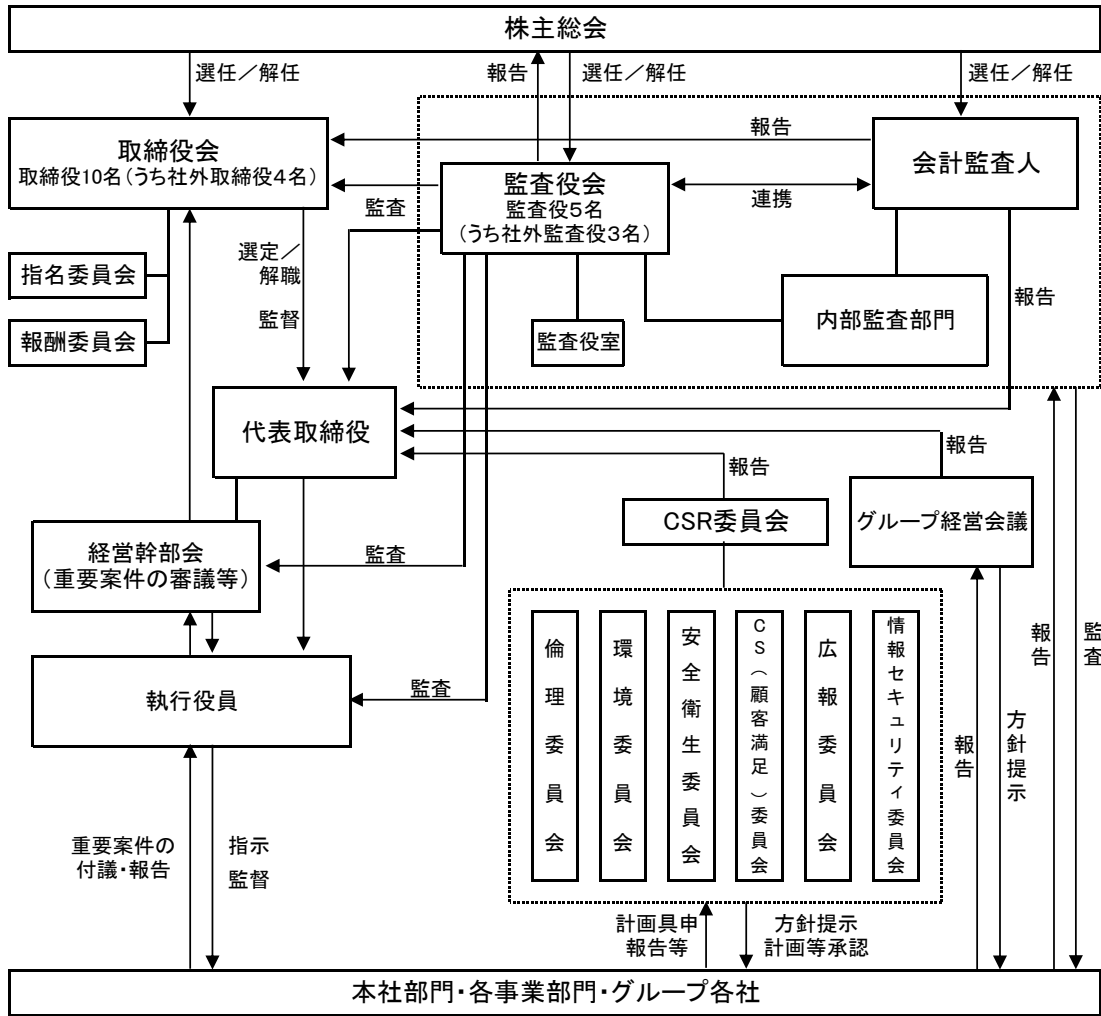 株主総会
選任／解任
報告
選任／解任
選任／解任
取締役会
取締役10名（うち社外取締役４名）
報告
会計監査人
監査役会
監査役5名
（うち社外監査役３名）
連携
監査
選定／
解職
監督
指名委員会
報酬委員会
監査役室
内部監査部門
報告
代表取締役
報告
報告
CSR委員会
グループ経営会議
経営幹部会
（重要案件の審議等）
監査
執行役員
監査
倫理委員会
環境委員会
安全衛生委員会
CS（顧客満足）委員会
広報委員会
情報セキュリティ委員会
報告
方針提示
報告
監査
重要案件の
付議・報告
指示
監督
計画具申
報告等
方針提示
計画等承認
本社部門・各事業部門・グループ各社